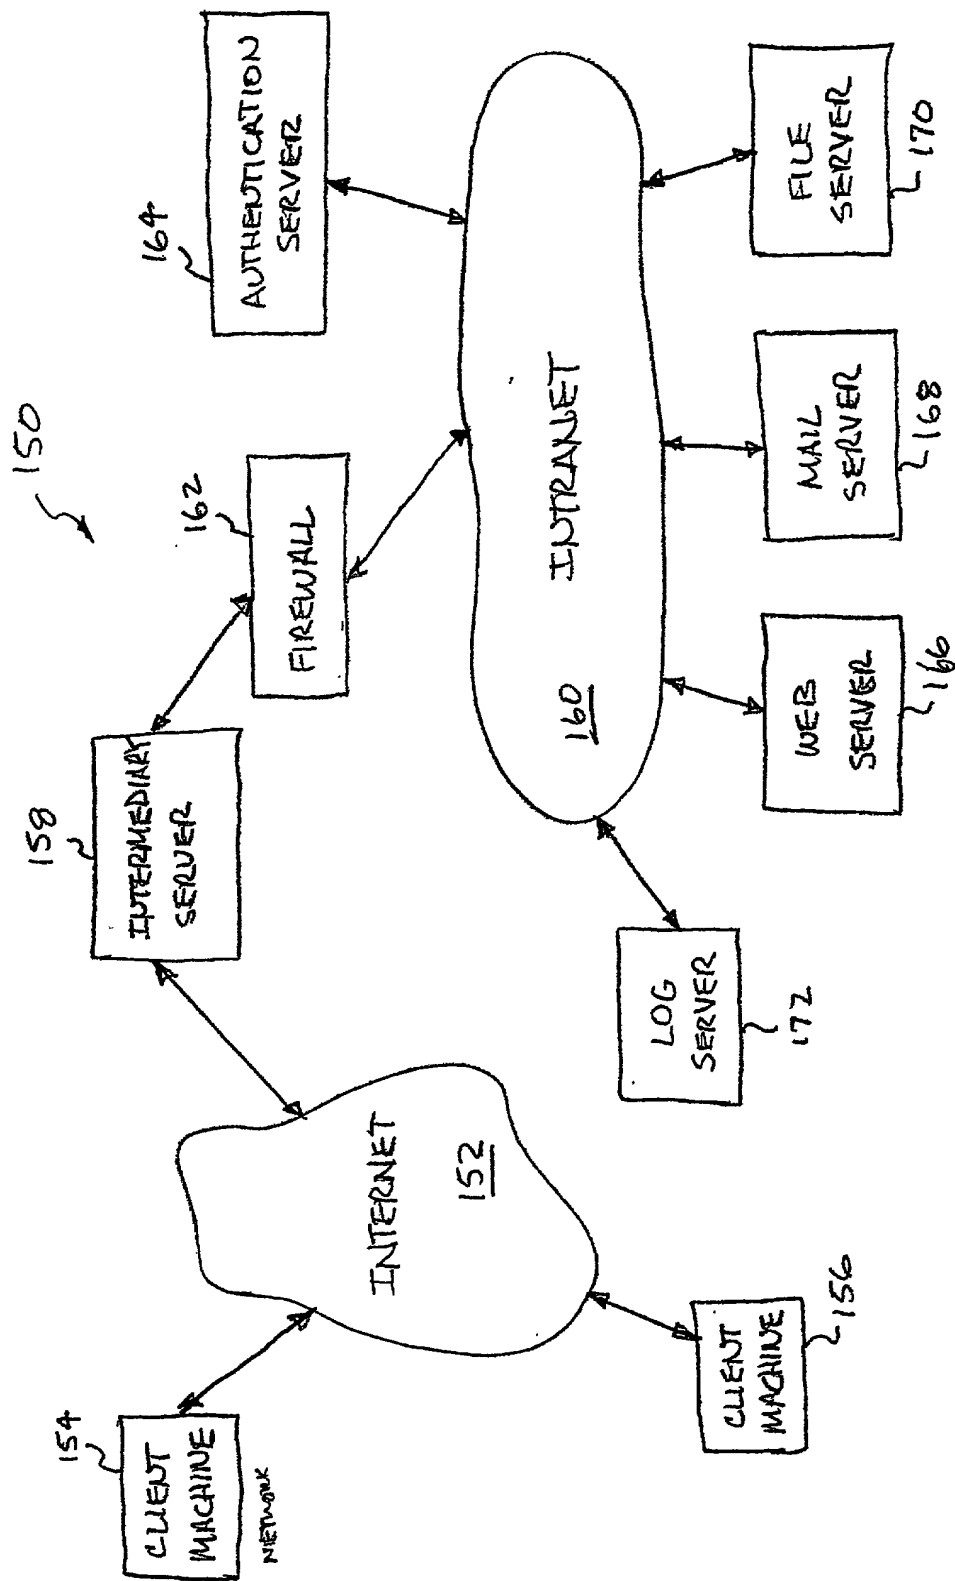 150
154
CLIENT
MACHINE
NETWORK
INTERNET
152
CLIENT
MACHINE
156
158
INTERMEDIARY
SERVER
162
FIREWALL
164
AUTHENTICATION
SERVER
INTRANET
160
LOG
SERVER
172
WEB
SERVER
166
MAIL
SERVER
168
FILE
SERVER
170